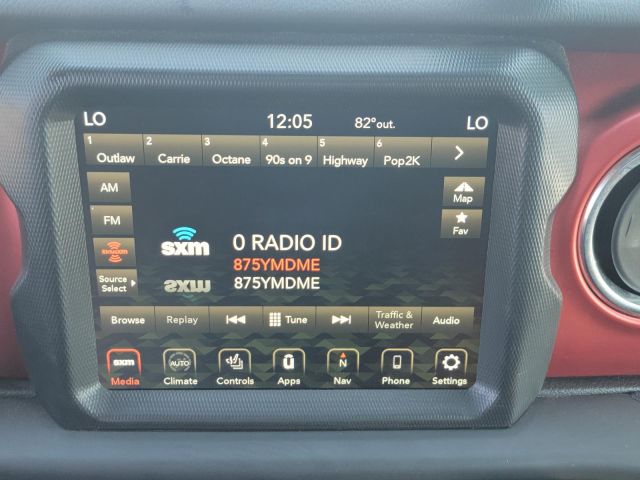 LO 12:05 82°out. LO
1 Outlaw 2 Carrie 3 Octane 4 90s on 9 5 Highway 6 Pop2K >
AM
Map
FM
sxm 0 RADIO ID
Fav
875YMDME
Source Select
875YMDME
Browse Replay Tune Traffic & Weather Audio
sxm AUTO U N
Media Climate Controls Apps Nav Phone Settings